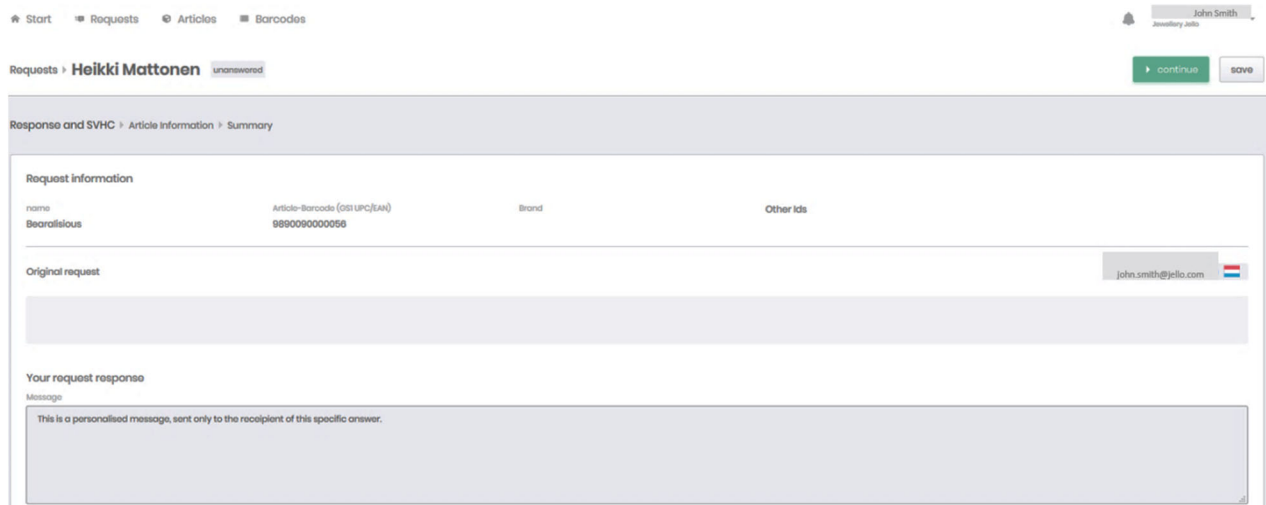 Start Requests Articles Barcodes John Smith
Jewellery Jello
Requests Heikki Mattonen unanswered continue save
Response and SVHC Article Information Summary
Request information
name Article-Barcode (GS1 UPC/EAN) Brand Other Ids
Bearalisious 9890090000056
Original request john.smith@jello.com
Your request response
Message
This is a personalised message, sent only to the receipient of this specific answer.